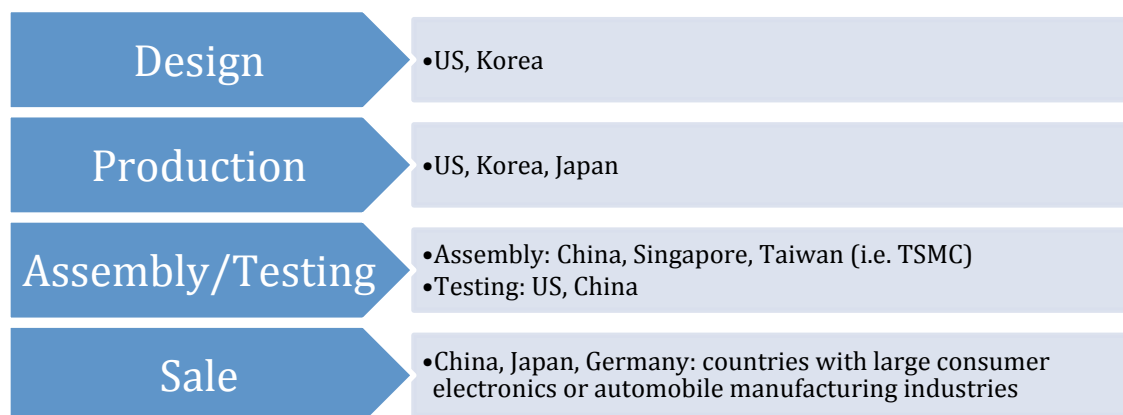 Design
•US, Korea
Production
•US, Korea, Japan
Assembly/Testing
•Assembly: China, Singapore, Taiwan (i.e. TSMC)
•Testing: US, China
Sale
•China, Japan, Germany: countries with large consumer
electronics or automobile manufacturing industries